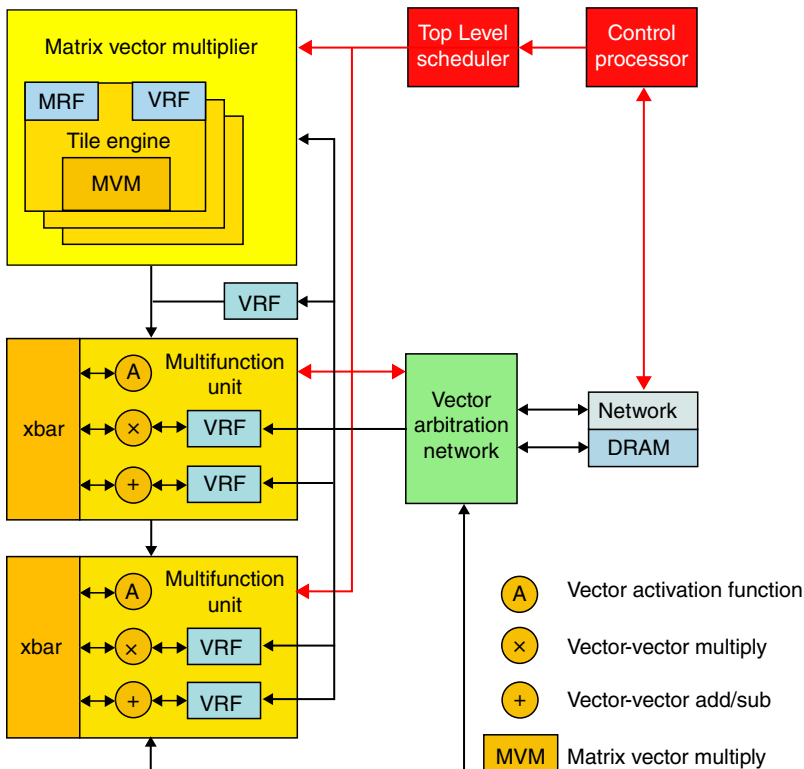 Matrix vector multiplier
MRF
VRF
Tile engine
MVM
Top Level
scheduler
Control
processor
VRF
xbar
A
Multifunction
unit
×
VRF
+
VRF
Vector
arbitration
network
Network
DRAM
xbar
A
Multifunction
unit
×
VRF
+
VRF
A Vector activation function
× Vector-vector multiply
+ Vector-vector add/sub
MVM Matrix vector multiply